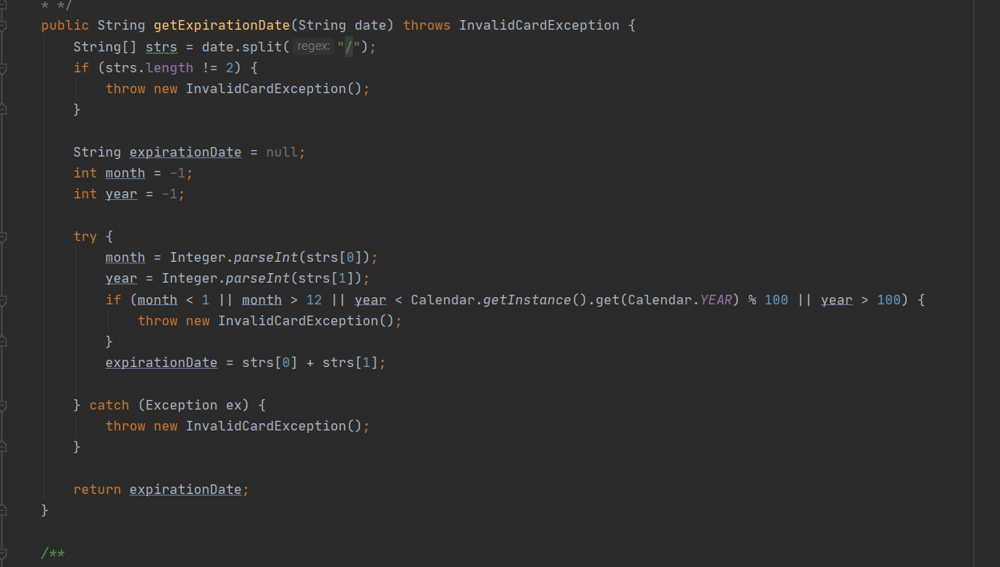 * */
public String getExpirationDate(String date) throws InvalidCardException {
String[] strs = date.split( regex: "/");
if (strs.length != 2) {
throw new InvalidCardException();
}
String expirationDate = null;
int month = -1;
int year = -1;
try {
month = Integer.parseInt(strs[0]);
year = Integer.parseInt(strs[1]);
if (month < 1 || month > 12 || year < Calendar.getInstance().get(Calendar.YEAR) % 100 || year > 100) {
throw new InvalidCardException();
}
expirationDate = strs[0] + strs[1];
} catch (Exception ex) {
throw new InvalidCardException();
}
return expirationDate;
}
/**